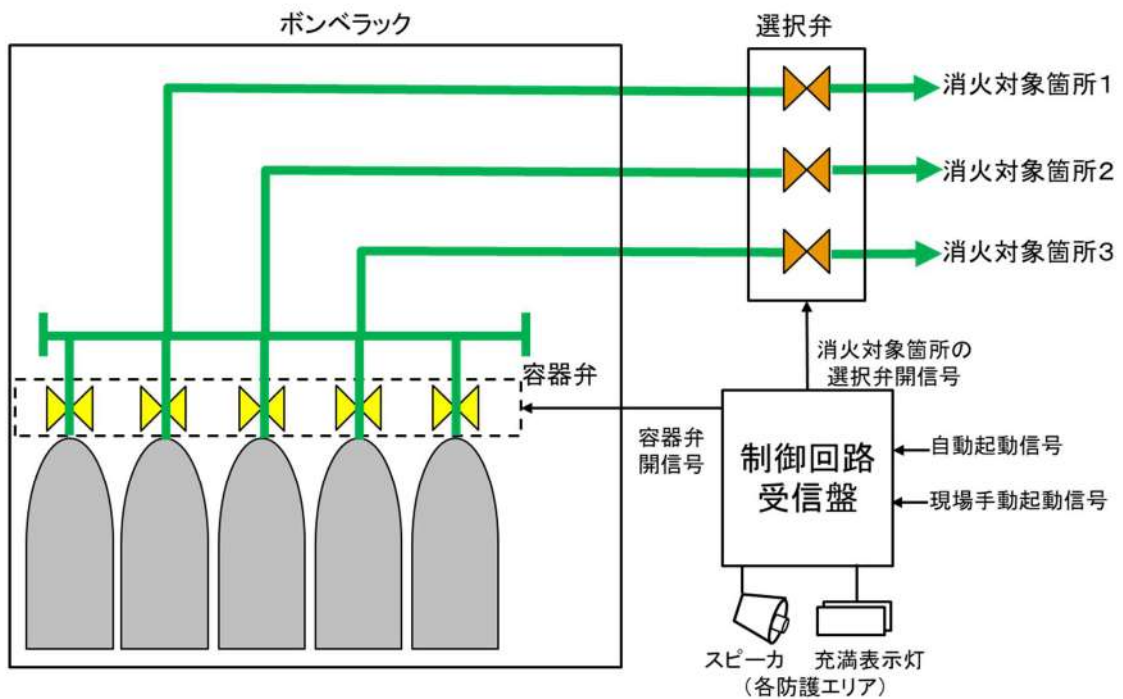 ボンベラック
選択弁
消火対象箇所1
消火対象箇所2
消火対象箇所3
容器弁
消火対象箇所の
選択弁開信号
容器弁
開信号
制御回路
受信盤
自動起動信号
現場手動起動信号
スピーカ
充満表示灯
(各防護エリア)